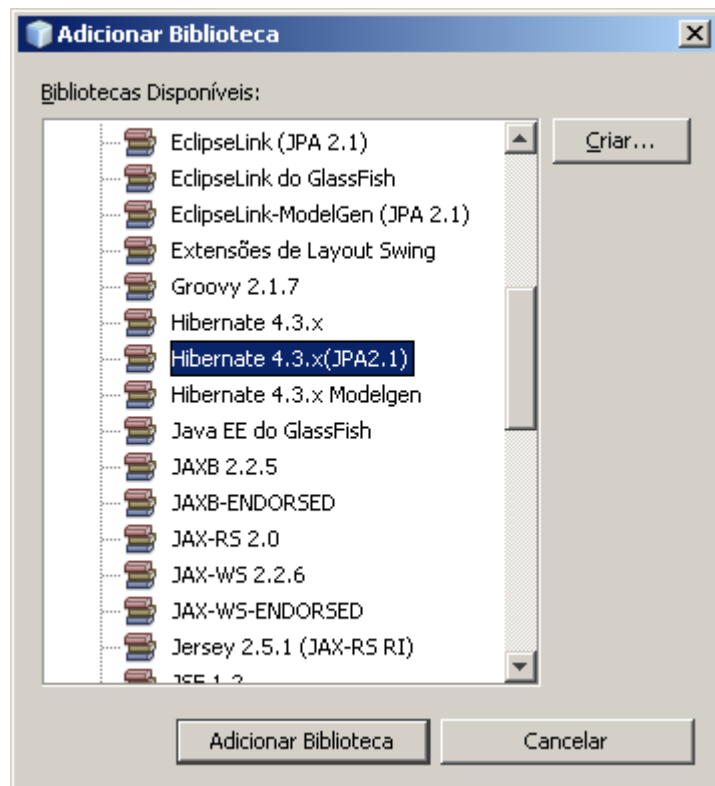 Adicionar Biblioteca
Bibliotecas Disponíveis:
EclipseLink (JPA 2.1)
Criar...
EclipseLink do GlassFish
EclipseLink-ModelGen (JPA 2.1)
Extensões de Layout Swing
Groovy 2.1.7
Hibernate 4.3.x
Hibernate 4.3.x(JPA2.1)
Hibernate 4.3.x Modelgen
Java EE do GlassFish
JAXB 2.2.5
JAXB-ENDORSED
JAX-RS 2.0
JAX-WS 2.2.6
JAX-WS-ENDORSED
Jersey 2.5.1 (JAX-RS RI)
JSF 1.2
Adicionar Biblioteca
Cancelar